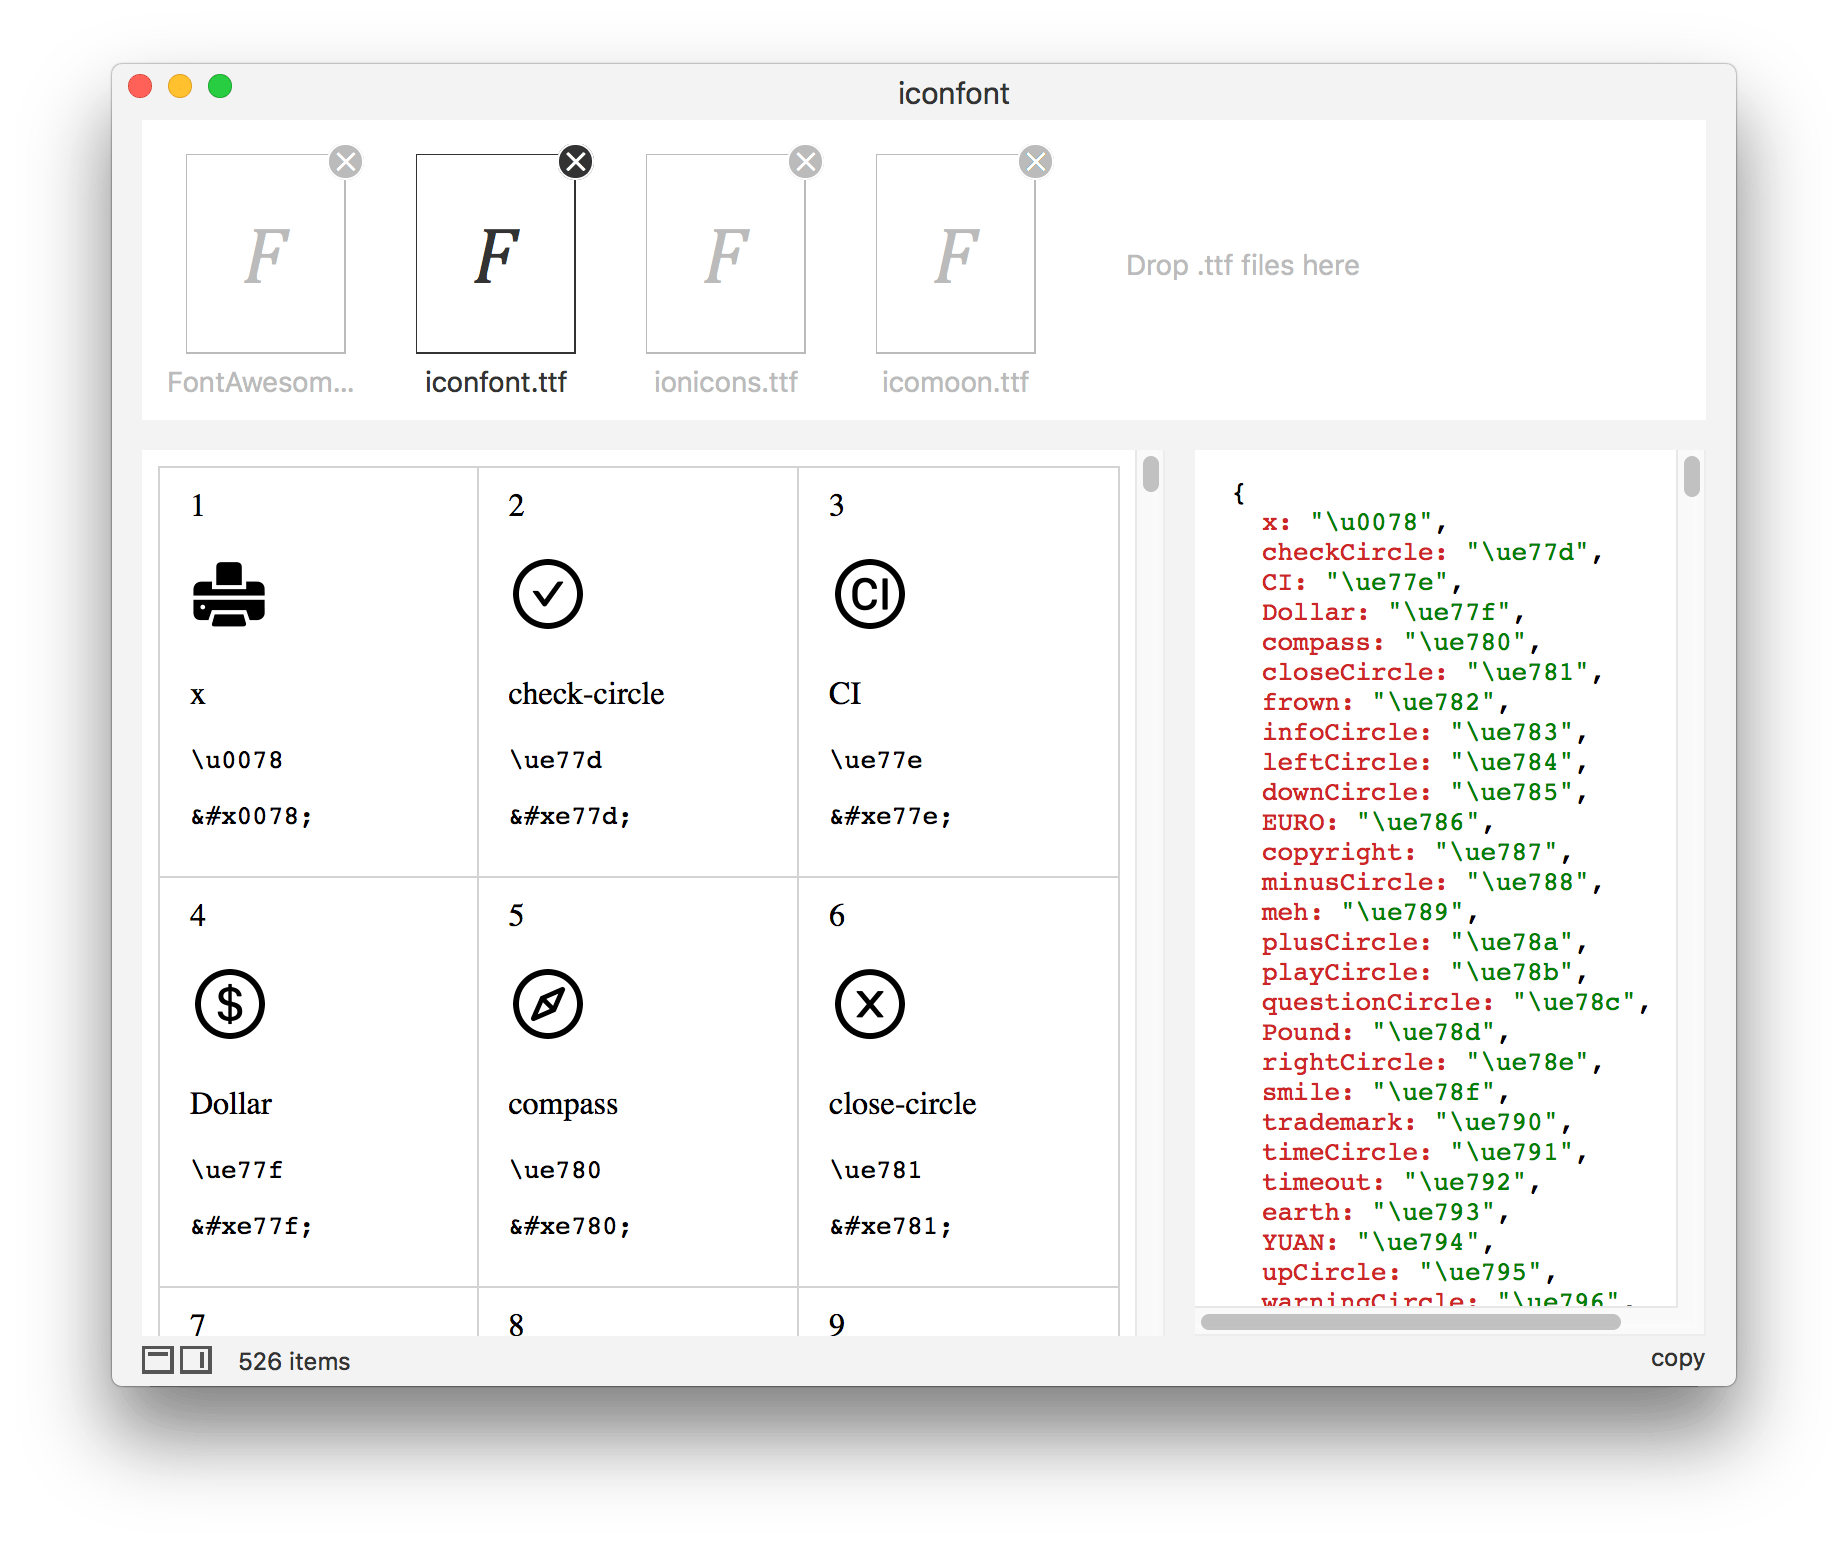 iconfont
F
F
F
F
Drop .ttf files here
FontAwesom...
iconfont.ttf
ionicons.ttf
icomoon.ttf
1
2
3
CI
x
check-circle
CI
\u0078
\ue77d
\ue77e
&#x0078;
&#xe77d;
&#xe77e;
4
5
6
$
x
Dollar
compass
close-circle
\ue77f
\ue780
\ue781
&#xe77f;
&#xe780;
&#xe781;
7
8
9
{
x: "\u0078",
checkCircle: "\ue77d",
CI: "\ue77e",
Dollar: "\ue77f",
compass: "\ue780",
closeCircle: "\ue781",
frown: "\ue782",
infoCircle: "\ue783",
leftCircle: "\ue784",
downCircle: "\ue785",
EURO: "\ue786",
copyright: "\ue787",
minusCircle: "\ue788",
meh: "\ue789",
plusCircle: "\ue78a",
playCircle: "\ue78b",
questionCircle: "\ue78c",
Pound: "\ue78d",
rightCircle: "\ue78e",
smile: "\ue78f",
trademark: "\ue790",
timeCircle: "\ue791",
timeout: "\ue792",
earth: "\ue793",
YUAN: "\ue794",
upCircle: "\ue795",
warningCircle: "\ue796",
526 items
copy